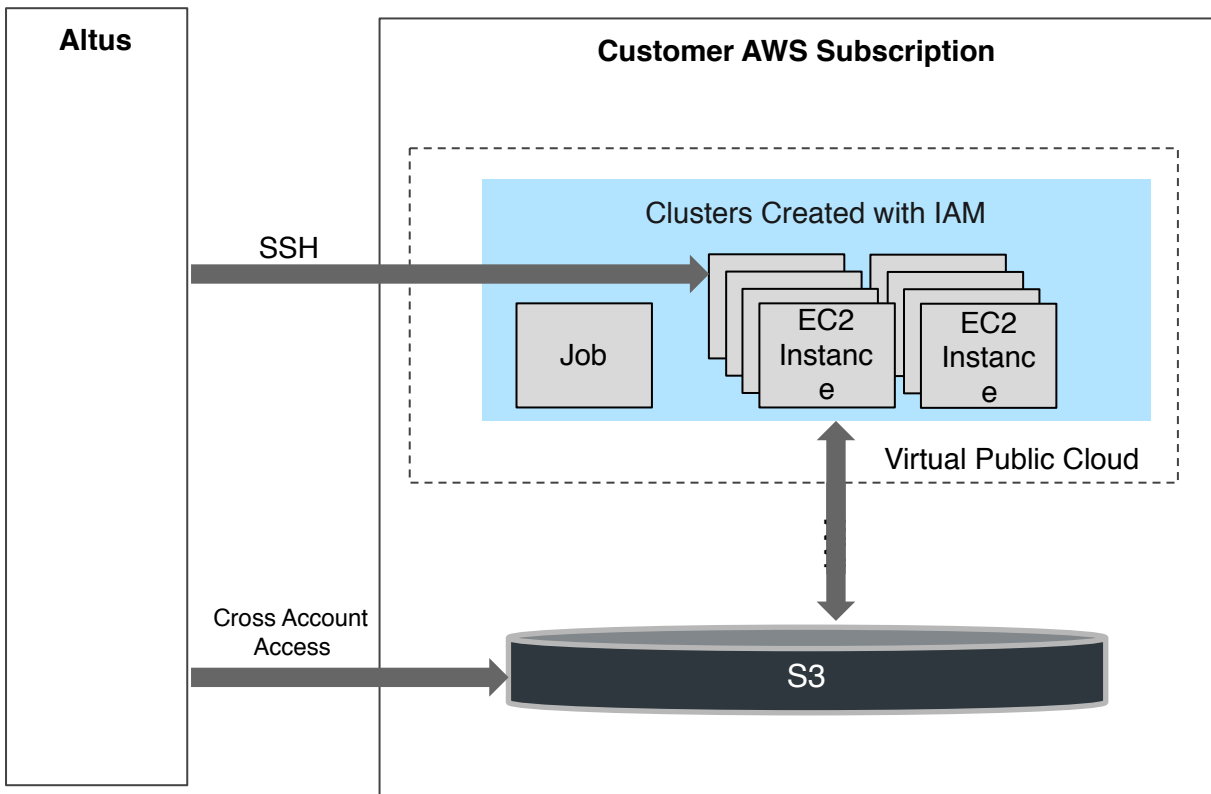 Altus
Customer AWS Subscription
Clusters Created with IAM
SSH
Job
EC2
Instanc
e
EC2
Instanc
e
Virtual Public Cloud
Cross Account
Access
S3